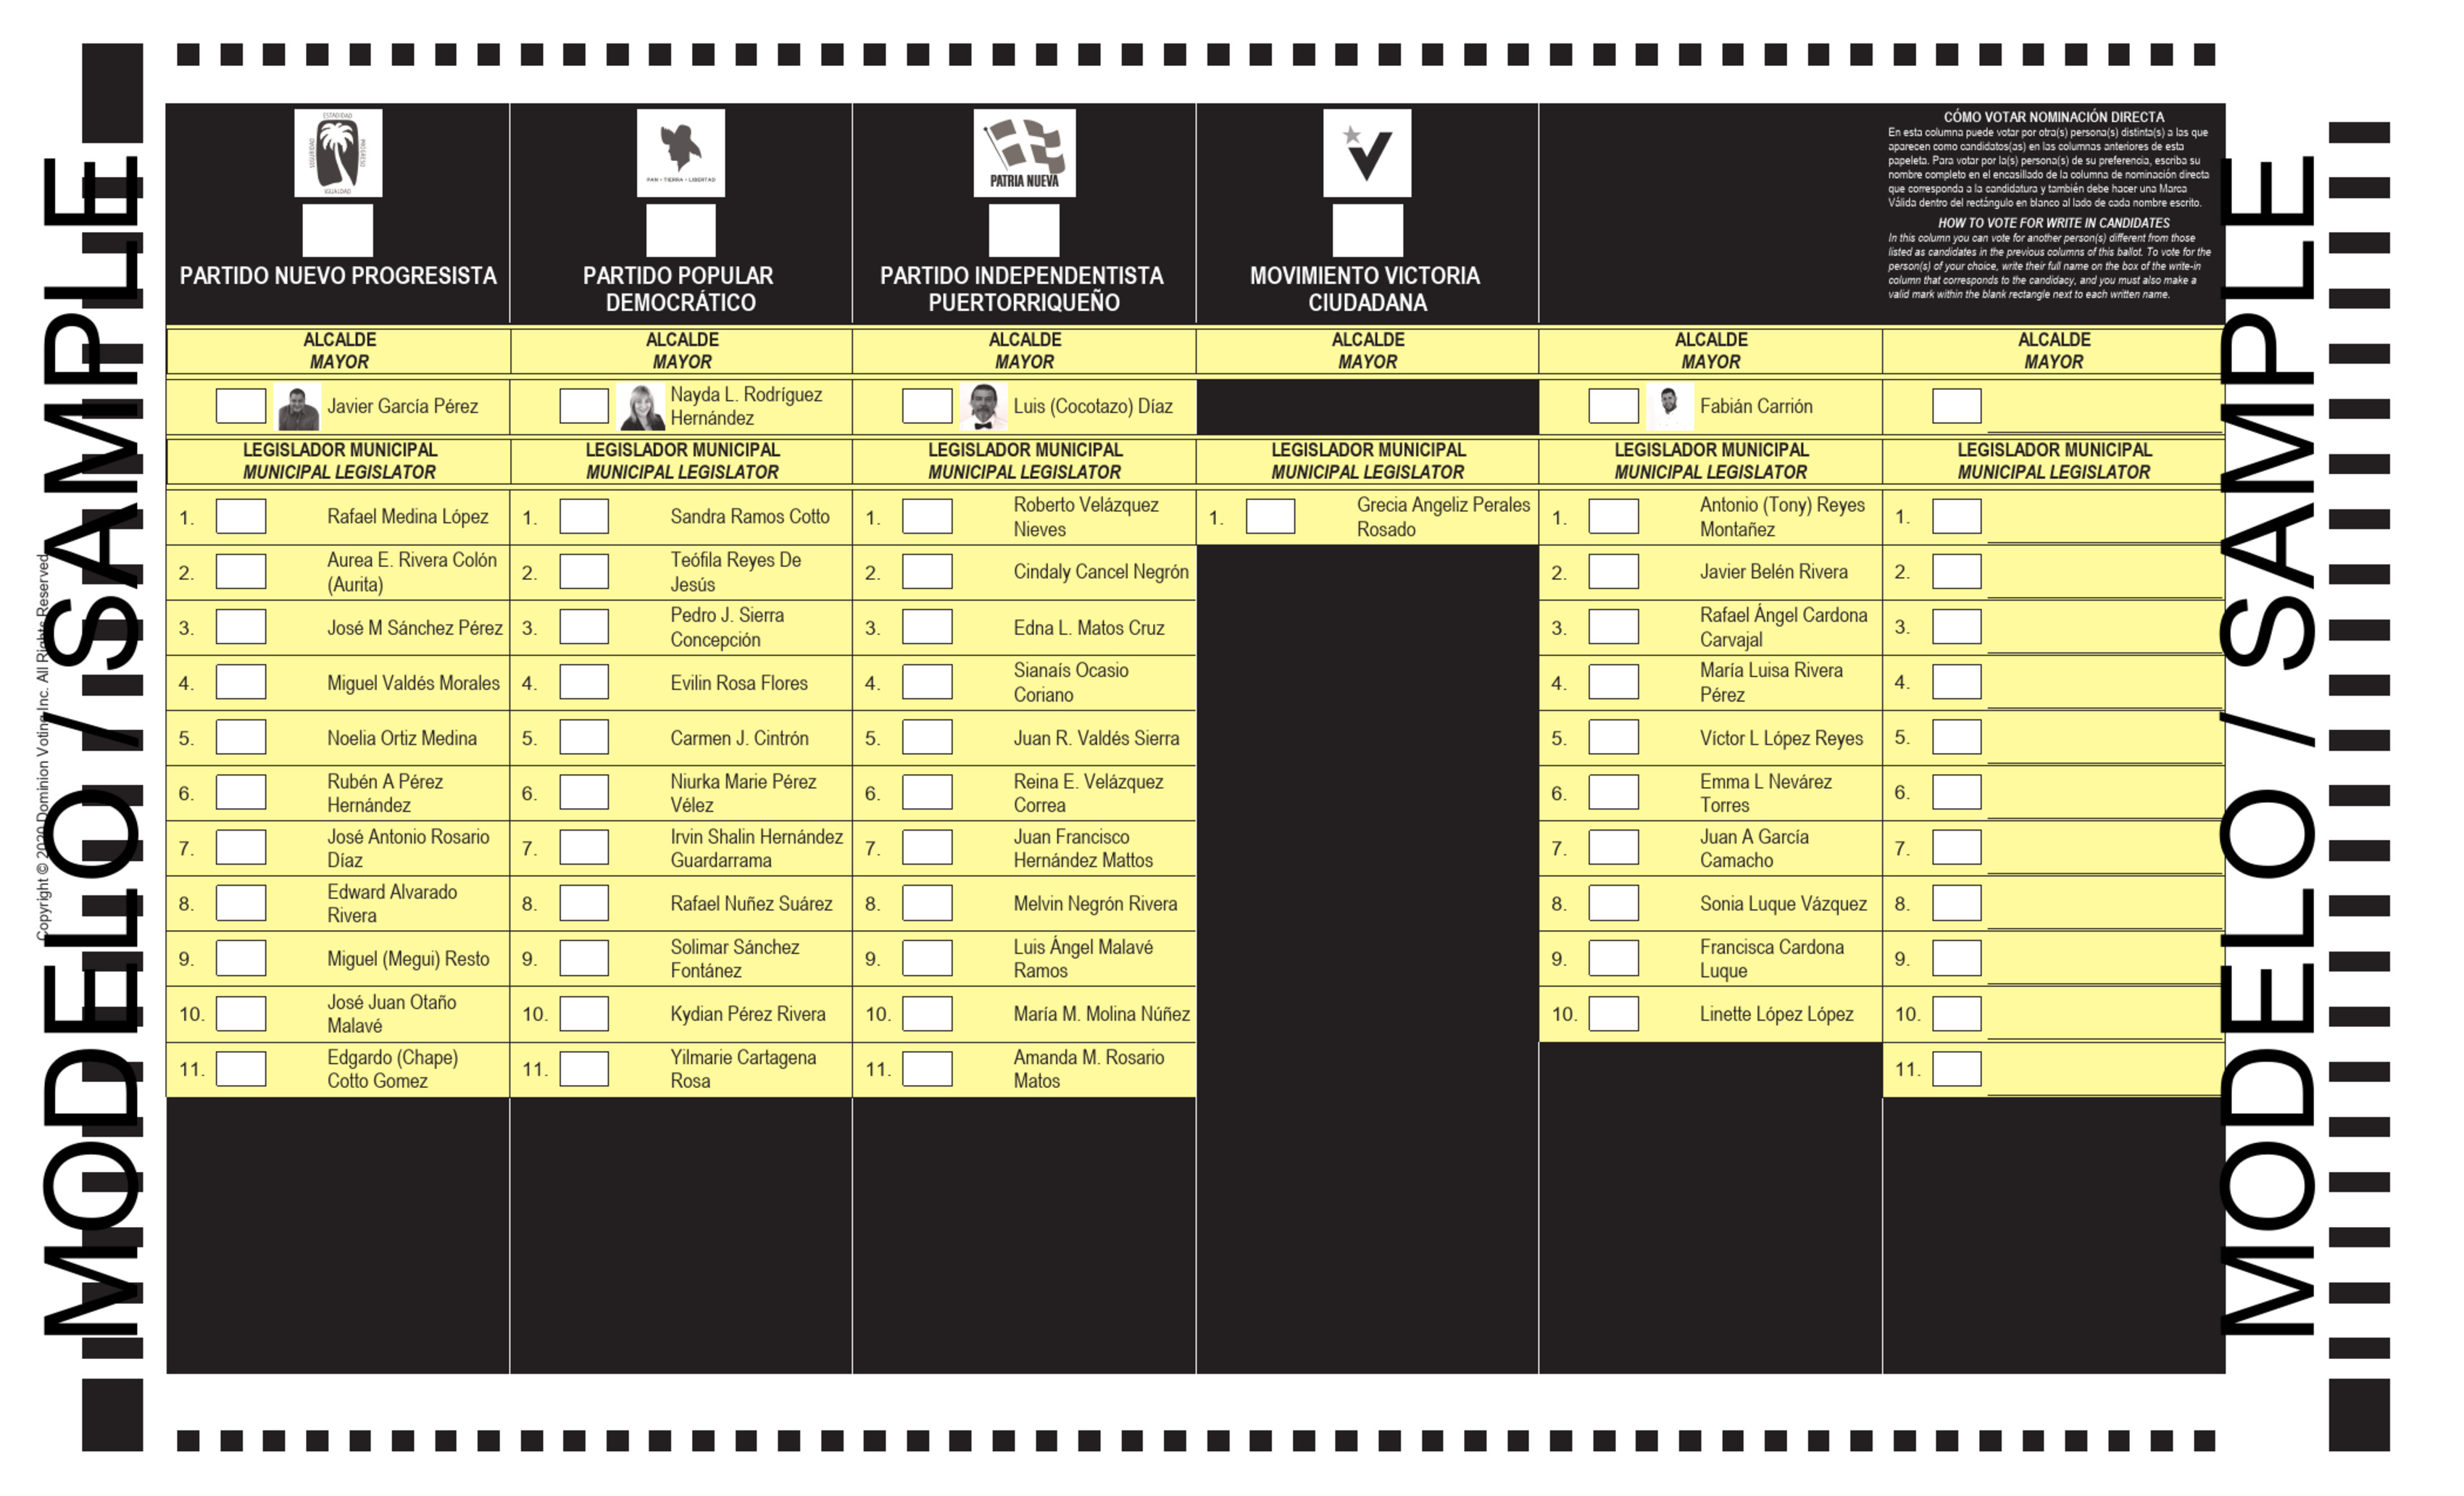 MODELO / SAMPLE
Copyright © 2020 Dominion Voting Inc. All Rights Reserved
ESTADIDAD
SEGURIDAD
PROGRESO
IGUALDAD
PARTIDO NUEVO PROGRESISTA
PAN • TIERRA • LIBERTAD
PARTIDO POPULAR
DEMOCRÁTICO
PATRIA NUEVA
PARTIDO INDEPENDENTISTA
PUERTORRIQUEÑO
MOVIMIENTO VICTORIA
CIUDADANA
CÓMO VOTAR NOMINACIÓN DIRECTA
En esta columna puede votar por otra(s) persona(s) distinta(s) a las que
aparecen como candidatos(as) en las columnas anteriores de esta
papeleta. Para votar por la(s) persona(s) de su preferencia, escriba su
nombre completo en el encasillado de la columna de nominación directa
que corresponda a la candidatura y también debe hacer una Marca
Válida dentro del rectángulo en blanco al lado de cada nombre escrito.
HOW TO VOTE FOR WRITE IN CANDIDATES
In this column you can vote for another person(s) different from those
listed as candidates in the previous columns of this ballot. To vote for the
person(s) of your choice, write their full name on the box of the write-in
column that corresponds to the candidacy, and you must also make a
valid mark within the blank rectangle next to each written name.
ALCALDE
MAYOR
Javier García Pérez
LEGISLADOR MUNICIPAL
MUNICIPAL LEGISLATOR
1. Rafael Medina López
2. Aurea E. Rivera Colón
(Aurita)
3. José M Sánchez Pérez
4. Miguel Valdés Morales
5. Noelia Ortiz Medina
6. Rubén A Pérez
Hernández
7. José Antonio Rosario
Díaz
8. Edward Alvarado
Rivera
9. Miguel (Megui) Resto
10. José Juan Otaño
Malavé
11. Edgardo (Chape)
Cotto Gomez
ALCALDE
MAYOR
Nayda L. Rodríguez
Hernández
LEGISLADOR MUNICIPAL
MUNICIPAL LEGISLATOR
1. Sandra Ramos Cotto
2. Teófila Reyes De
Jesús
3. Pedro J. Sierra
Concepción
4. Evilin Rosa Flores
5. Carmen J. Cintrón
6. Niurka Marie Pérez
Vélez
7. Irvin Shalin Hernández
Guardarrama
8. Rafael Nuñez Suárez
9. Solimar Sánchez
Fontánez
10. Kydian Pérez Rivera
11. Yilmarie Cartagena
Rosa
ALCALDE
MAYOR
Luis (Cocotazo) Díaz
LEGISLADOR MUNICIPAL
MUNICIPAL LEGISLATOR
1. Roberto Velázquez
Nieves
2. Cindaly Cancel Negrón
3. Edna L. Matos Cruz
4. Sianaís Ocasio
Coriano
5. Juan R. Valdés Sierra
6. Reina E. Velázquez
Correa
7. Juan Francisco
Hernández Mattos
8. Melvin Negrón Rivera
9. Luis Ángel Malavé
Ramos
10. María M. Molina Núñez
11. Amanda M. Rosario
Matos
ALCALDE
MAYOR
LEGISLADOR MUNICIPAL
MUNICIPAL LEGISLATOR
1. Grecia Angeliz Perales
Rosado
ALCALDE
MAYOR
Fabián Carrión
LEGISLADOR MUNICIPAL
MUNICIPAL LEGISLATOR
1. Antonio (Tony) Reyes
Montañez
2. Javier Belén Rivera
3. Rafael Ángel Cardona
Carvajal
4. María Luisa Rivera
Pérez
5. Víctor L López Reyes
6. Emma L Nevárez
Torres
7. Juan A García
Camacho
8. Sonia Luque Vázquez
9. Francisca Cardona
Luque
10. Linette López López
ALCALDE
MAYOR
LEGISLADOR MUNICIPAL
MUNICIPAL LEGISLATOR
1.
2.
3.
4.
5.
6.
7.
8.
9.
10.
11.
MODELO / SAMPLE